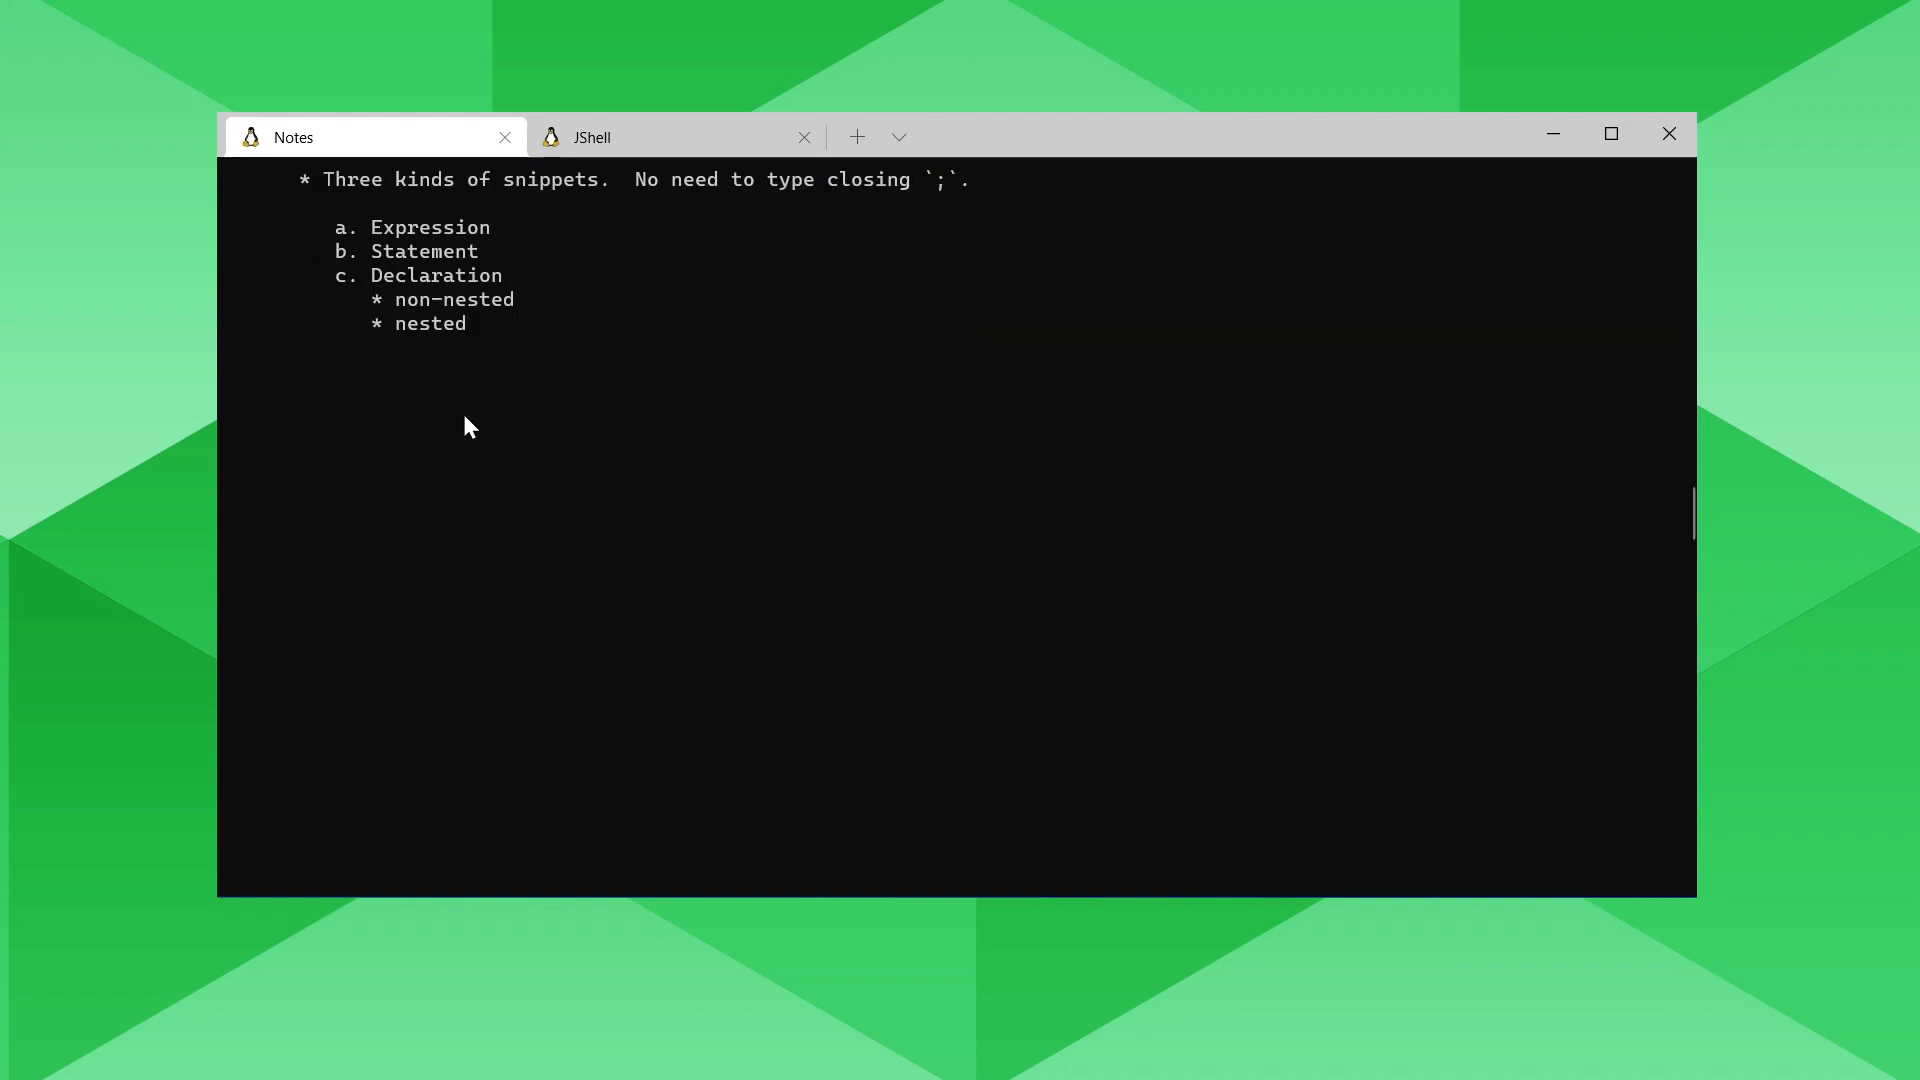 Notes
JShell
* Three kinds of snippets.  No need to type closing `;`.
a. Expression
b. Statement
c. Declaration
* non-nested
* nested